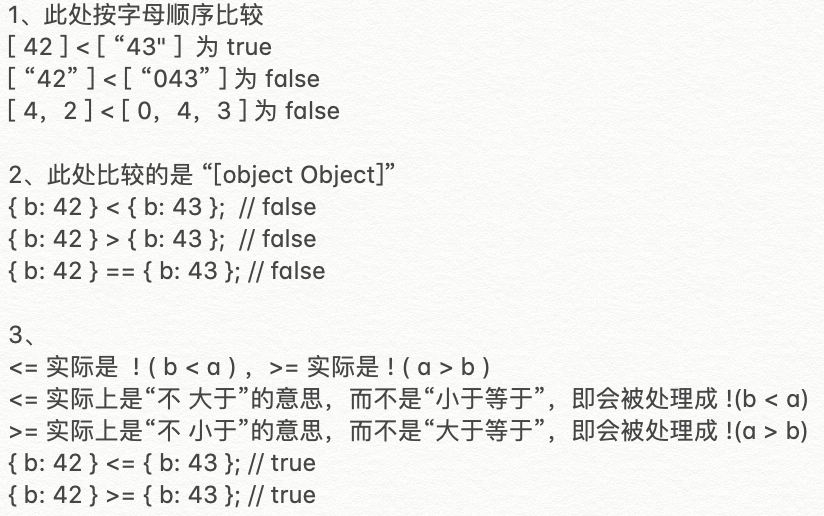 1、此处按字母顺序比较
[ 42 ] < [ “43" ] 为 true
[ “42” ] < [ “043” ] 为 false
[ 4，2 ] < [ 0，4，3 ] 为 false
2、此处比较的是 “[object Object]”
{ b: 42 } < { b: 43 }; // false
{ b: 42 } > { b: 43 }; // false
{ b: 42 } == { b: 43 }; // false
3、
<= 实际是 ! ( b < a ) ，>= 实际是 ! ( a > b )
<= 实际上是“不 大于”的意思，而不是“小于等于”，即会被处理成 !(b < a)
>= 实际上是“不 小于”的意思，而不是“大于等于”，即会被处理成 !(a > b)
{ b: 42 } <= { b: 43 }; // true
{ b: 42 } >= { b: 43 }; // true